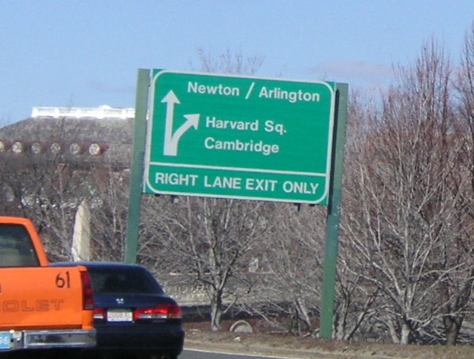 Newton / Arlington
Harvard Sq.
Cambridge
RIGHT LANE EXIT ONLY
61
OLET